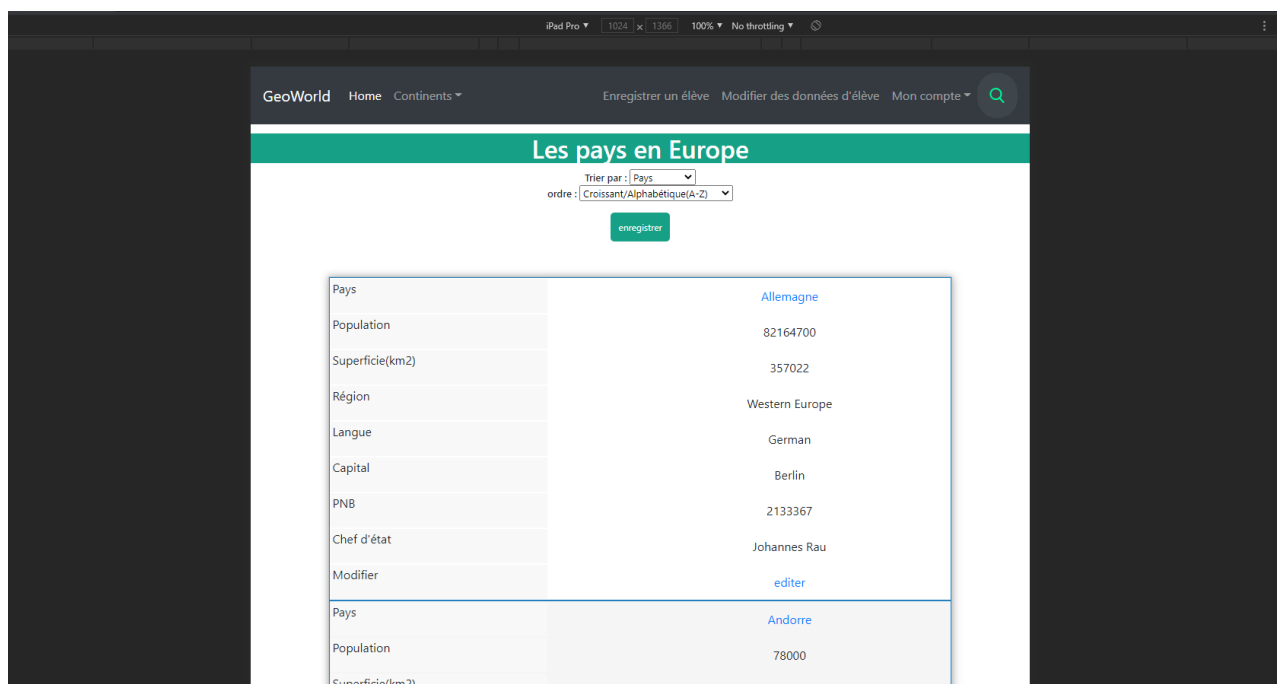 iPad Pro ▼ 1024 x 1366 100% ▼ No throttling ▼
GeoWorld Home Continents Enregistrer un élève Modifier des données d'élève Mon compte
Les pays en Europe
Trier par : Pays
ordre : Croissant/Alphabétique(A-Z)
enregistrer
Pays Allemagne
Population 82164700
Superficie(km2) 357022
Région Western Europe
Langue German
Capital Berlin
PNB 2133367
Chef d'état Johannes Rau
Modifier editer
Pays Andorre
Population 78000
Superficie(km2)